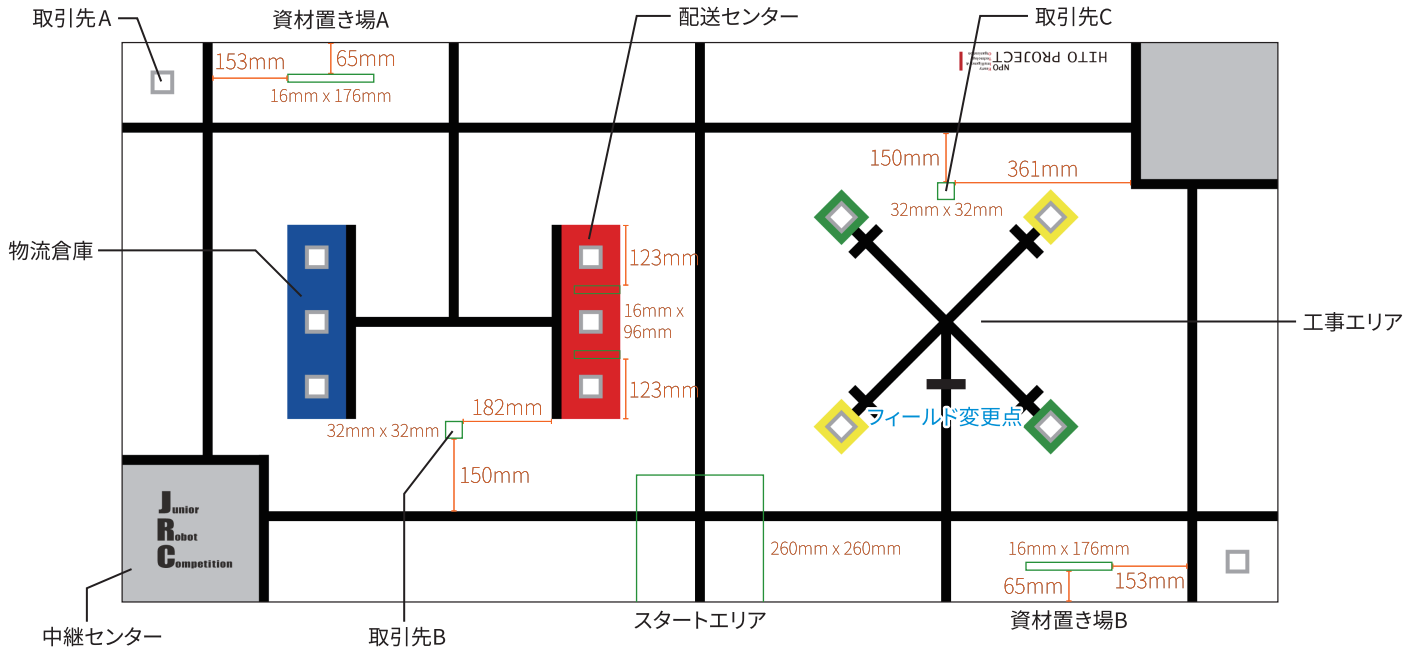 取引先A
資材置き場A
配送センター
取引先C
153mm
65mm
16mm x 176mm
HITO PROJECT
NPO
150mm
361mm
32mm x 32mm
物流倉庫
123mm
16mm x
96mm
123mm
工事エリア
フィールド変更点
182mm
32mm x 32mm
150mm
Junior
Robot
Competition
260mm x 260mm
16mm x 176mm
65mm
153mm
中継センター
取引先B
スタートエリア
資材置き場B